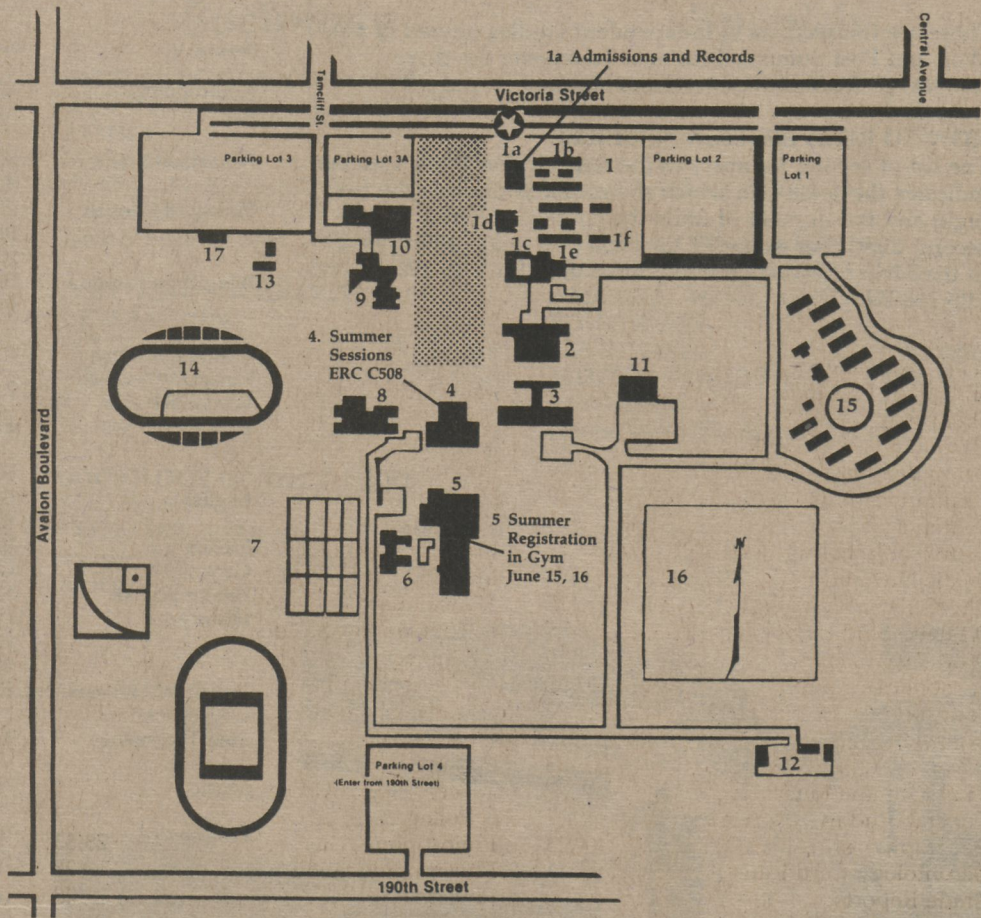 Central Avenue
1a Admissions and Records
Tamcliff St.
Victoria Street
Parking Lot 3
Parking Lot 3A
1a
1b
1
Parking Lot 2
Parking
Lot 1
1d
10
17
1c
1e
1f
13
9
4. Summer
Sessions
ERC C508
2
14
11
8
4
3
15
Avalon Boulevard
5
5 Summer
Registration
in Gym
June 15, 16
7
6
16
N
12
Parking Lot 4
(Enter from 190th Street)
190th Street